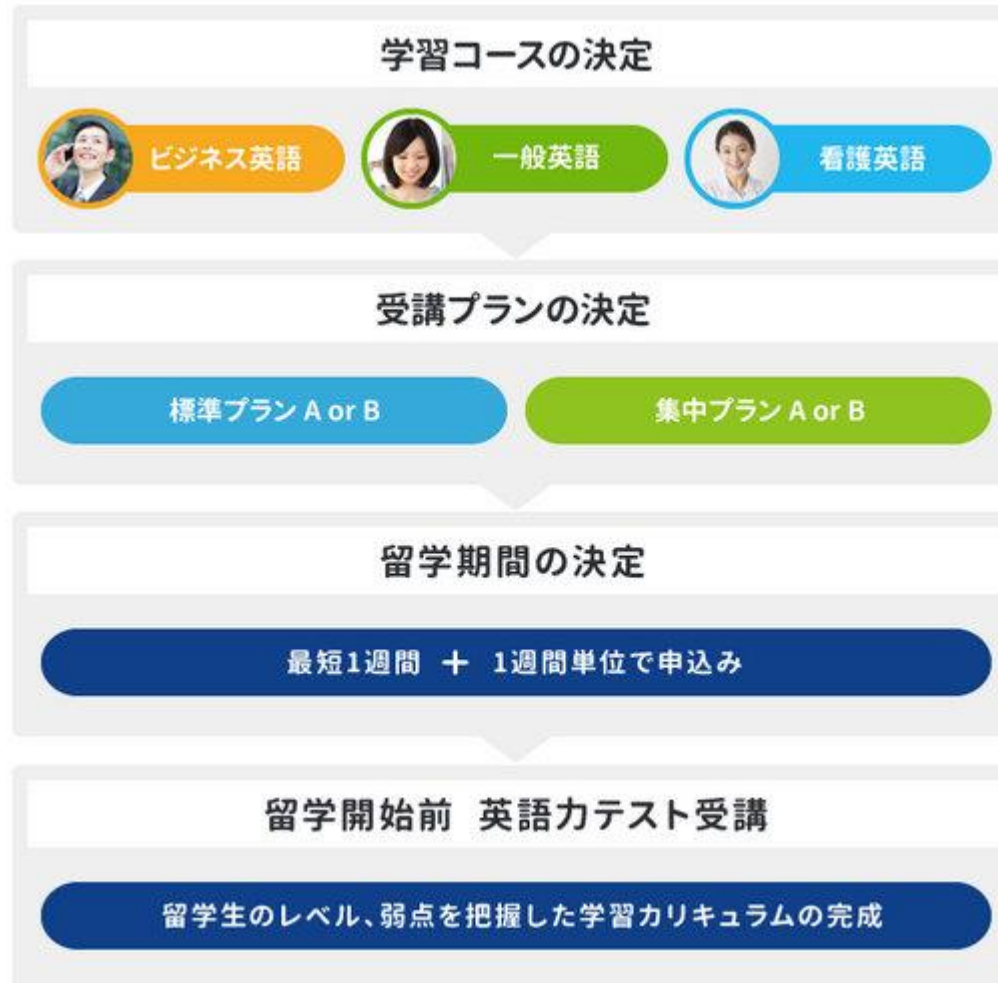 学習コースの決定
ビジネス英語
一般英語
看護英語
受講プランの決定
標準プラン A or B
集中プラン A or B
留学期間の決定
最短1週間 ＋ 1週間単位で申込み
留学開始前 英語力テスト受講
留学生のレベル、弱点を把握した学習カリキュラムの完成